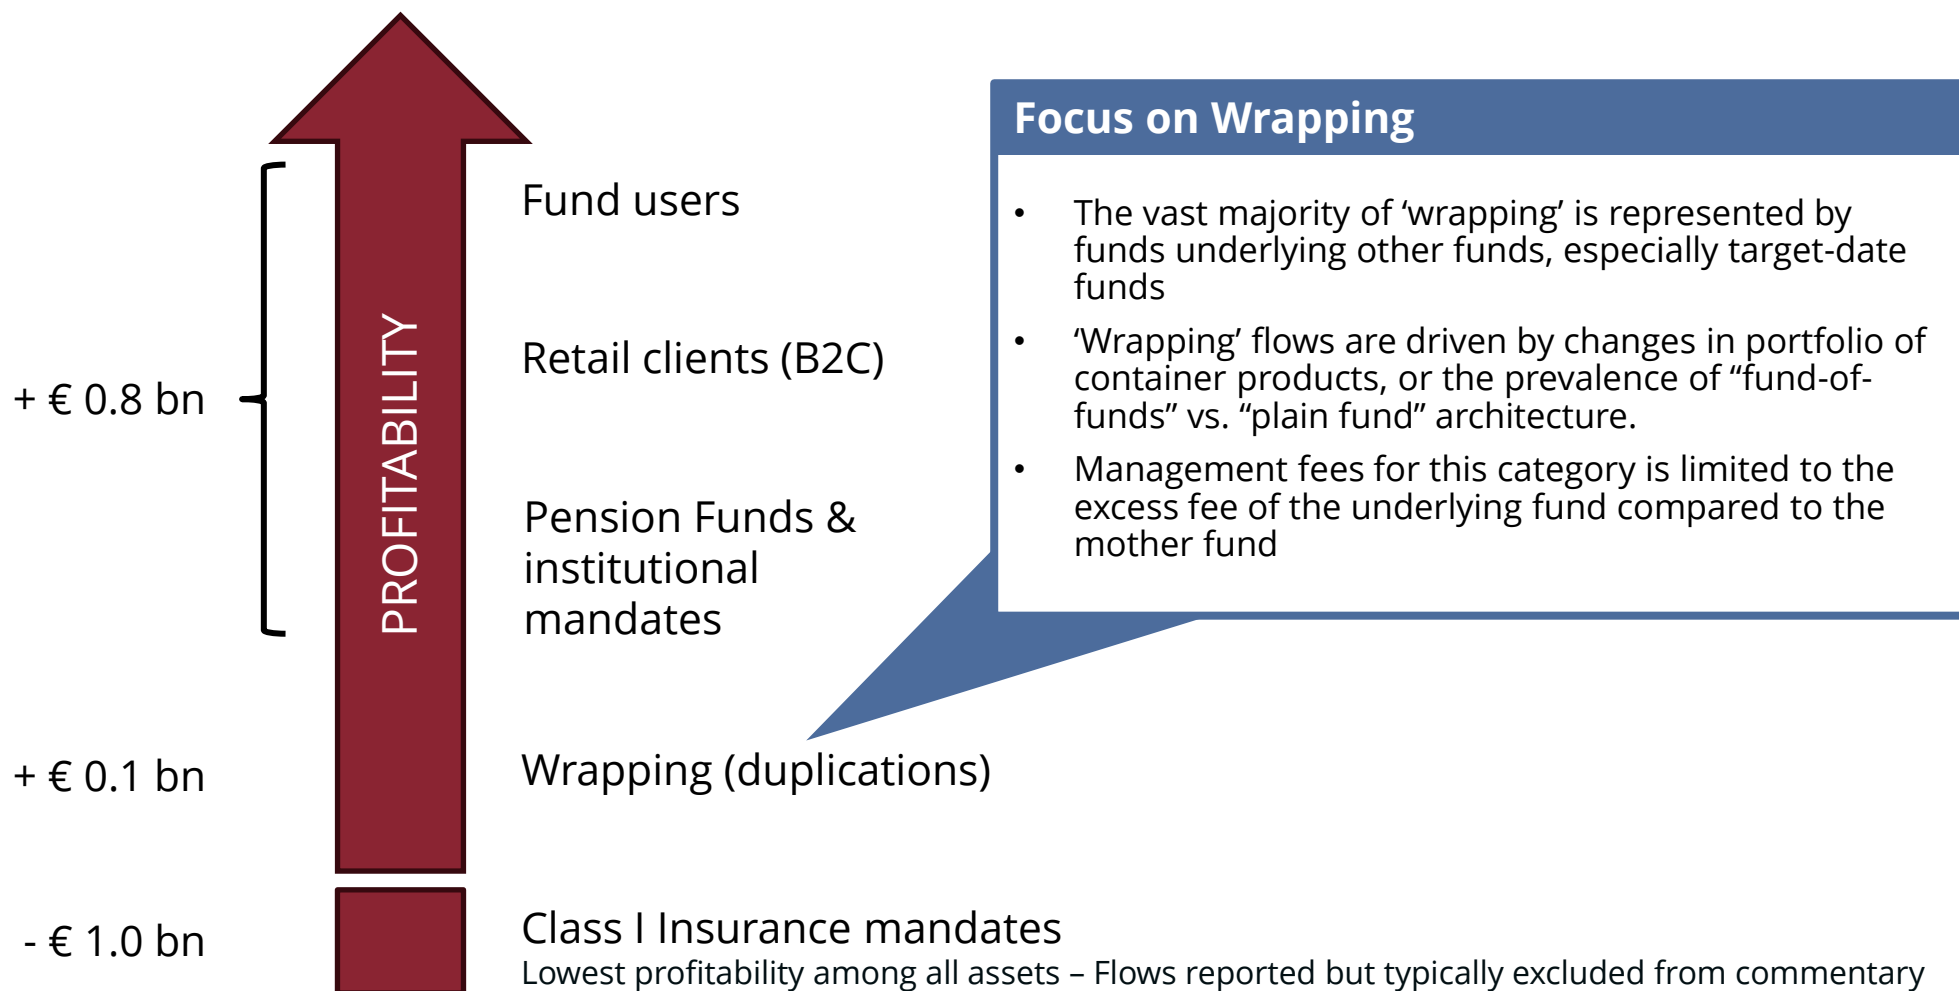 Fund users
Retail clients (B2C)
+ € 0.8 bn
PROFITABILITY
Pension Funds &
institutional
mandates
+ € 0.1 bn
Wrapping (duplications)
- € 1.0 bn
Class I Insurance mandates
Lowest profitability among all assets – Flows reported but typically excluded from commentary
Focus on Wrapping
• The vast majority of ‘wrapping’ is represented by
funds underlying other funds, especially target-date
funds
• ‘Wrapping’ flows are driven by changes in portfolio of
container products, or the prevalence of “fund-of-
funds” vs. “plain fund” architecture.
• Management fees for this category is limited to the
excess fee of the underlying fund compared to the
mother fund